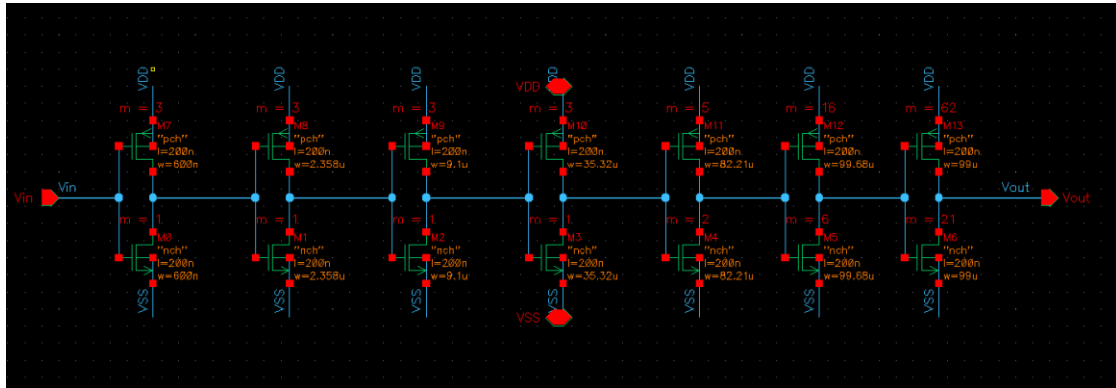 VDD
m = 3
M7
"pch"
l=200n
w=600n
VDD
m = 3
M8
"pch"
l=200n
w=2.358u
VDD
m = 3
M9
"pch"
l=200n
w=9.1u
VDD
VDD
m = 3
M10
"pch"
l=200n
w=35.32u
VDD
m = 5
M11
"pch"
l=200n
w=82.21u
VDD
m = 16
M12
"pch"
l=200n
w=99.68u
VDD
m = 62
M13
"pch"
l=200n
w=99u
Vin
Vin
Vout
Vout
m = 1
M0
"nch"
l=200n
w=600n
VSS
m = 1
M1
"nch"
l=200n
w=2.358u
VSS
m = 1
M2
"nch"
l=200n
w=9.1u
VSS
m = 1
M3
"nch"
l=200n
w=35.32u
VSS
VSS
m = 2
M4
"nch"
l=200n
w=82.21u
VSS
m = 6
M5
"nch"
l=200n
w=99.68u
VSS
m = 21
M6
"nch"
l=200n
w=99u
VSS